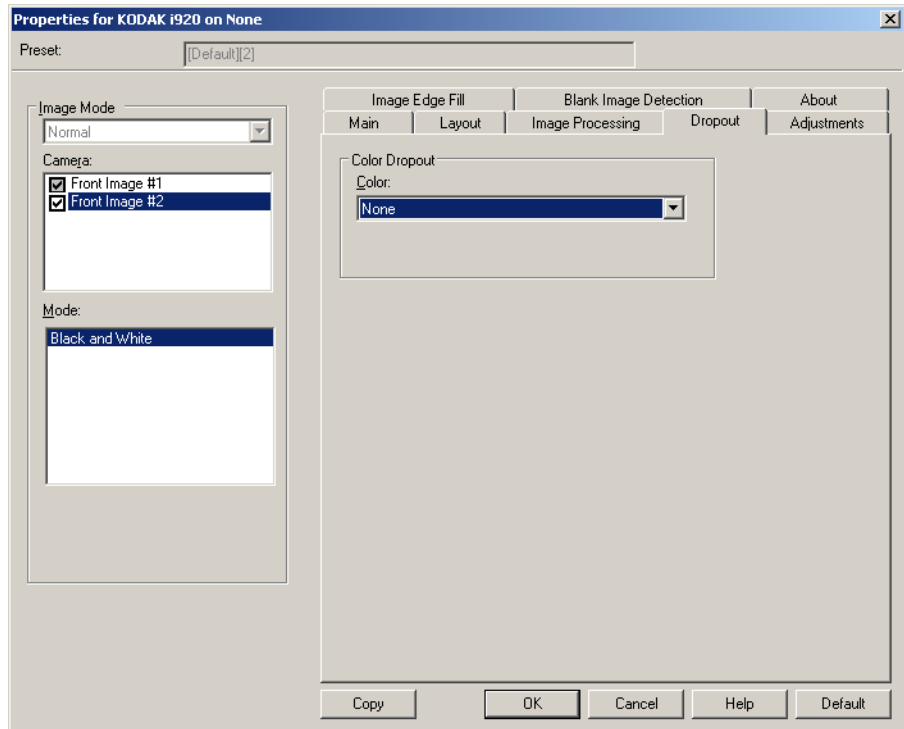 Properties for KODAK i920 on None
Preset:
[Default][2]
Image Mode
Normal
Camera:
Front Image #1
Front Image #2
Mode:
Black and White
Image Edge Fill
Blank Image Detection
About
Main
Layout
Image Processing
Dropout
Adjustments
Color Dropout
Color:
None
Copy
OK
Cancel
Help
Default